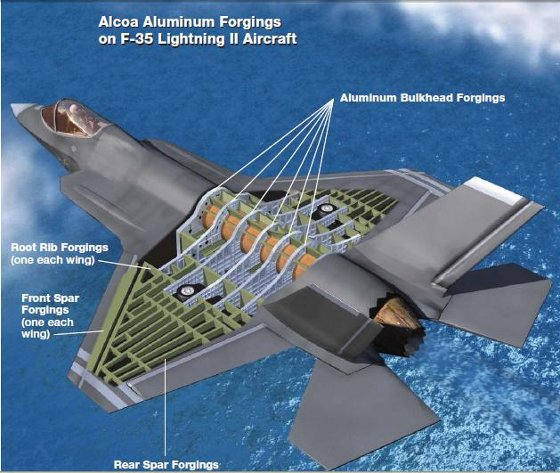 Alcoa Aluminum Forgings
on F-35 Lightning II Aircraft
Aluminum Bulkhead Forgings
Root Rib Forgings
(one each wing)
Front Spar
Forgings
(one each
wing)
Rear Spar Forgings